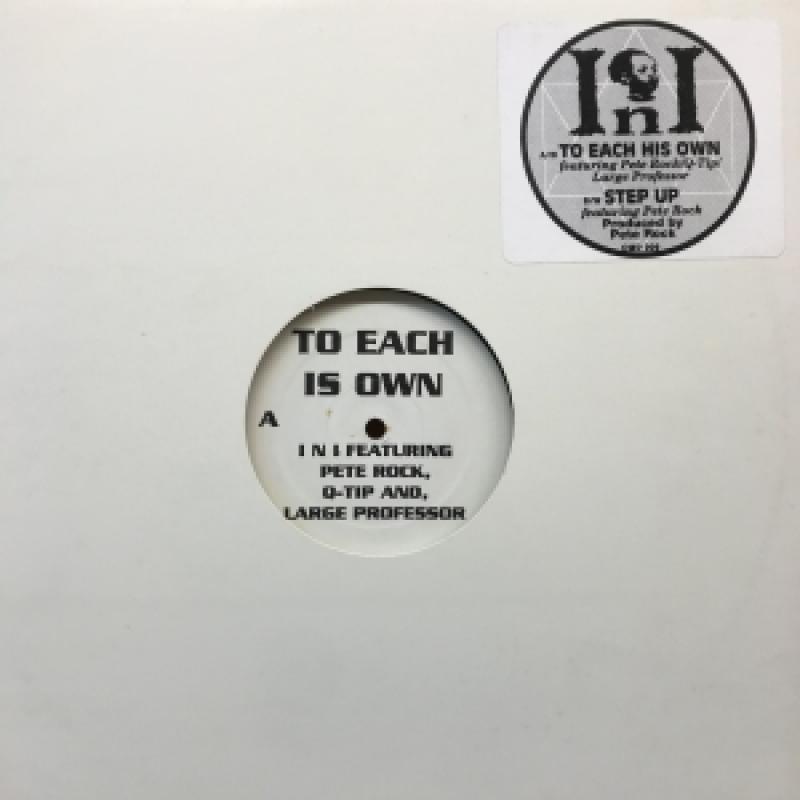 InI
A/W TO EACH HIS OWN
featuring Pete Rock/Q-Tip/
Large Professor
B/W STEP UP
featuring Pete Rock
Produced by
Pete Rock
TO EACH
IS OWN
A
I N I FEATURING
PETE ROCK,
Q-TIP AND,
LARGE PROFESSOR